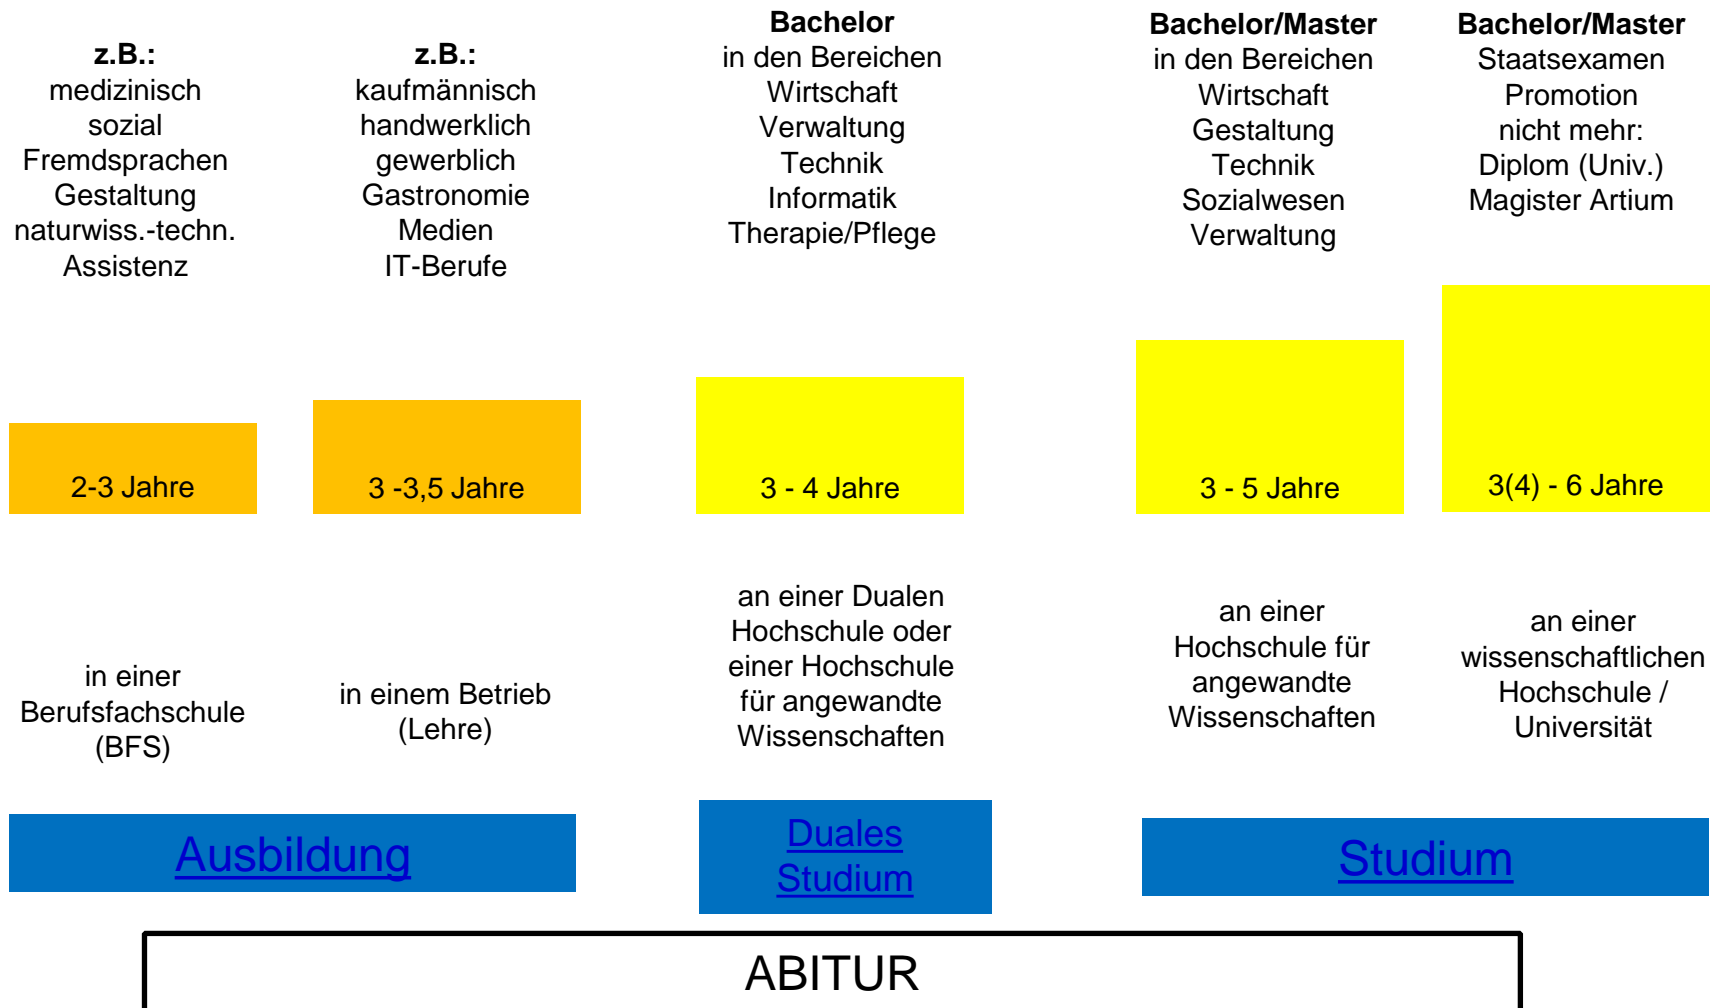 z.B.:
medizinisch
sozial
Fremdsprachen
Gestaltung
naturwiss.-techn.
Assistenz
z.B.:
kaufmännisch
handwerklich
gewerblich
Gastronomie
Medien
IT-Berufe
Bachelor
in den Bereichen
Wirtschaft
Verwaltung
Technik
Informatik
Therapie/Pflege
Bachelor/Master
in den Bereichen
Wirtschaft
Gestaltung
Technik
Sozialwesen
Verwaltung
Bachelor/Master
Staatsexamen
Promotion
nicht mehr:
Diplom (Univ.)
Magister Artium
2-3 Jahre
3 -3,5 Jahre
3 - 4 Jahre
3 - 5 Jahre
3(4) - 6 Jahre
in einer
Berufsfachschule
(BFS)
in einem Betrieb
(Lehre)
an einer Dualen
Hochschule oder
einer Hochschule
für angewandte
Wissenschaften
an einer
Hochschule für
angewandte
Wissenschaften
an einer
wissenschaftlichen
Hochschule /
Universität
Ausbildung
Duales
Studium
Studium
ABITUR